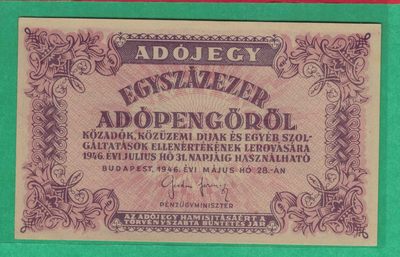 ADÓJEGY
EGYSZÁZEZER
ADÓPENGŐRŐL
KÖZADÓK, KÖZÜZEMI DIJAK ÉS EGYÉB SZOL-
GÁLTATÁSOK ELLENÉRTÉKÉNEK LEROVÁSÁRA
1946. ÉVI JULIUS HÓ 31. NAPJÁIG HASZNÁLHATÓ
BUDAPEST, 1946. ÉVI MÁJUS HÓ 28.-ÁN
PÉNZÜGYMINISZTER
AZ ADÓJEGY HAMISITÁSÁÉRT A
TÖRVÉNYSZABTA BÜNTETÉS JÁR